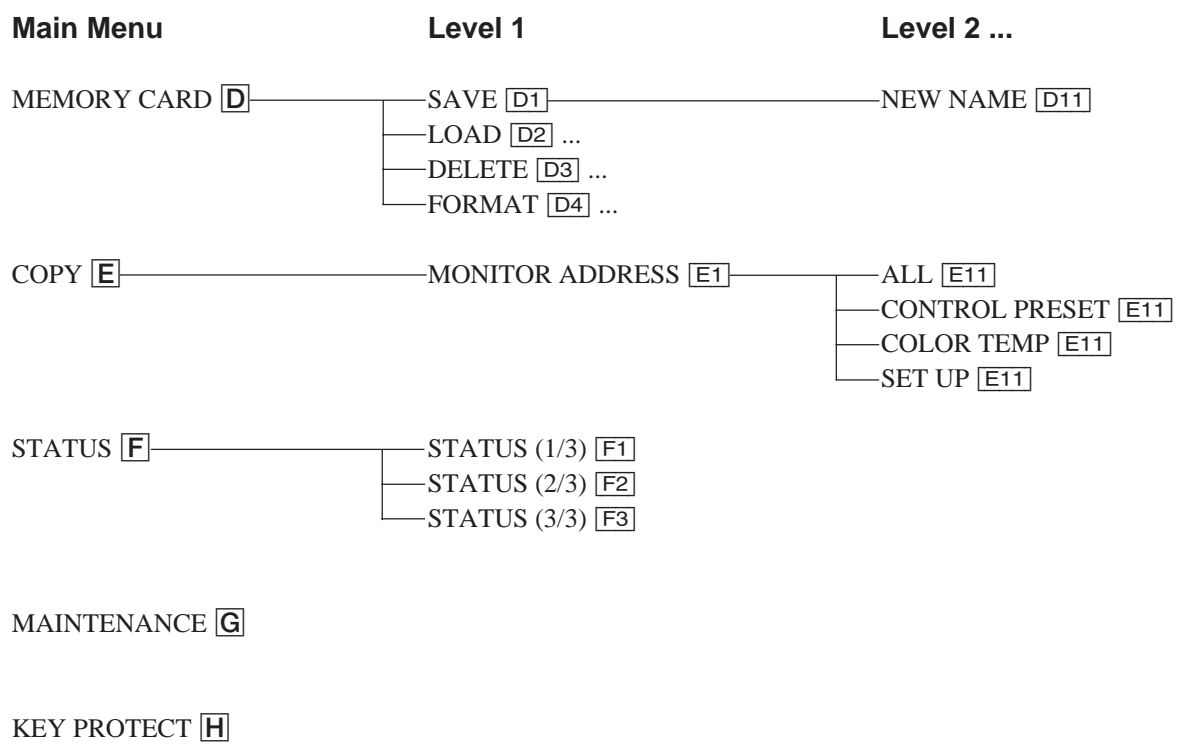 Main Menu Level 1 Level 2 ...
MEMORY CARD D SAVE D1 NEW NAME D11
LOAD D2 ...
DELETE D3 ...
FORMAT D4 ...
COPY E MONITOR ADDRESS E1 ALL E11
CONTROL PRESET E11
COLOR TEMP E11
SET UP E11
STATUS F STATUS (1/3) F1
STATUS (2/3) F2
STATUS (3/3) F3
MAINTENANCE G
KEY PROTECT H